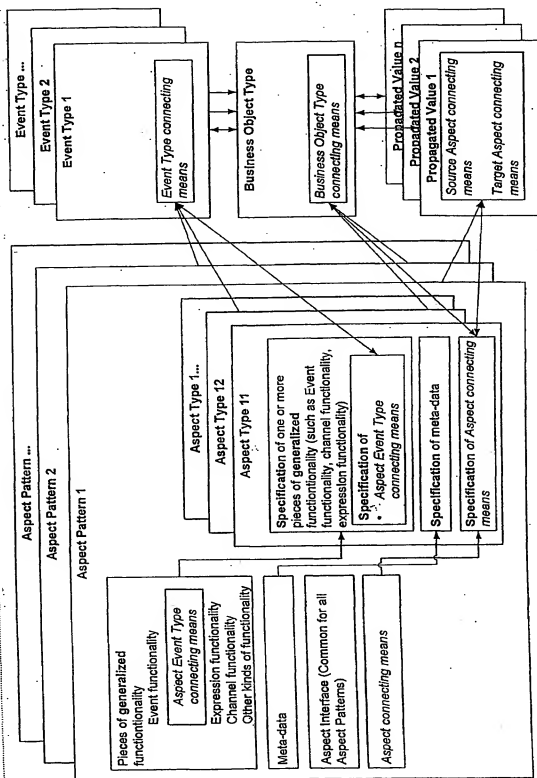 Aspect Pattern ...
Aspect Pattern 2
Aspect Pattern 1
Pieces of generalized
functiontionality
Event functionality
Aspect Event Type
connecting means
Expression functionality
Channel functionality
Other kinds of functionality
Meta-data
Aspect Interface (Common for all
Aspect Patterns)
Aspect connecting means
Aspect Type 1...
Aspect Type 12
Aspect Type 11
Specification of one or more
pieces of generalized
functiontionality (such as Event
functionality, channel functionality,
expression functionality)
Specification of
• Aspect Event Type
connecting means
Specification of meta-data
Specification of Aspect connecting
means
Event Type ...
Event Type 2
Event Type 1
Event Type connecting
means
Business Object Type
Business Object Type
connecting means
Propagated Value n
Propagated Value 2
Propagated Value 1
Source Aspect connecting
means
Target Aspect connecting
means